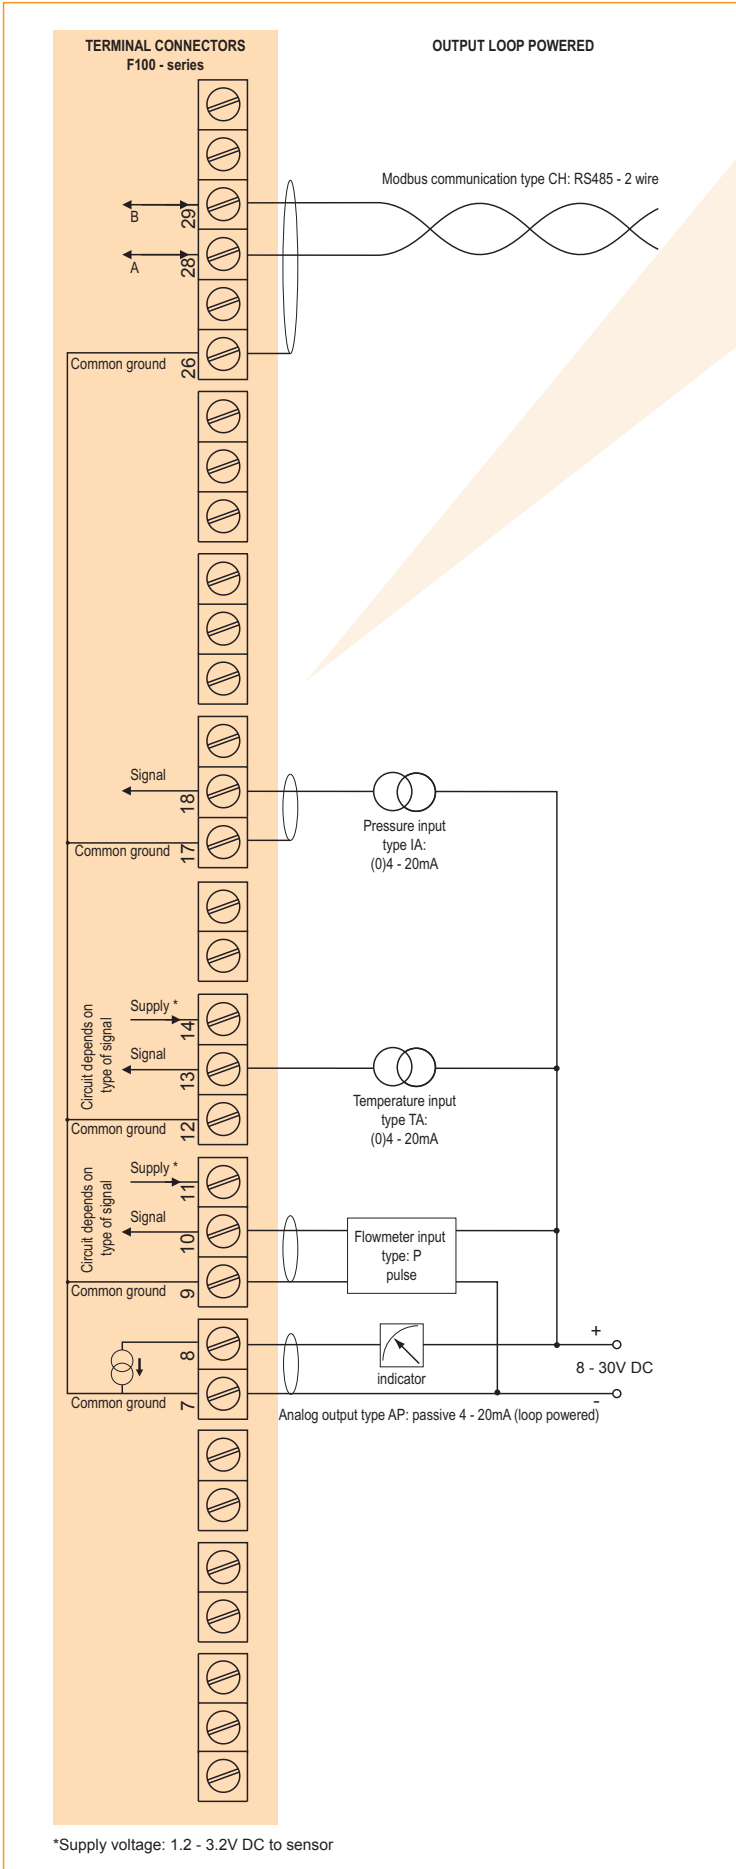 TERMINAL CONNECTORS
F100 - series
OUTPUT LOOP POWERED
Modbus communication type CH: RS485 - 2 wire
B
29
A
28
Common ground
26
Signal
18
Pressure input
type IA:
(0)4 - 20mA
Common ground
17
Circuit depends on
type of signal
Supply *
14
Signal
13
Temperature input
type TA:
(0)4 - 20mA
Common ground
12
Circuit depends on
type of signal
Supply *
11
Signal
10
Flowmeter input
type: P
pulse
Common ground
9
8
indicator
+
8 - 30V DC
-
Common ground
7
Analog output type AP: passive 4 - 20mA (loop powered)
*Supply voltage: 1.2 - 3.2V DC to sensor